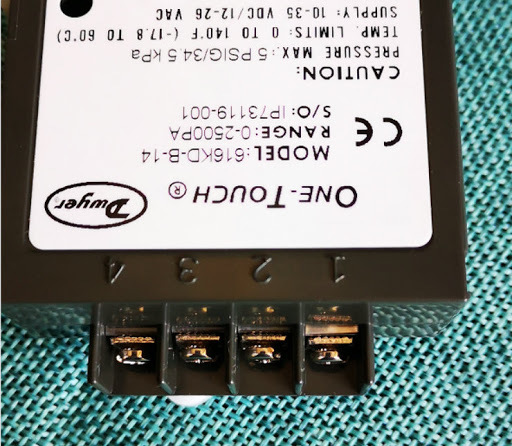 1 2 3 4
ONE-TOUCH ® Dwyer
MODEL: 616KD-B-14
RANGE: 0-2500PA
S/O: IP73119-001
CE
CAUTION:
PRESSURE MAX.: 5 PSIG/34.5 kPa
TEMP. LIMITS: 0 TO 140°F (-17.8 TO 60°C)
SUPPLY: 10-35 VDC/12-26 VAC